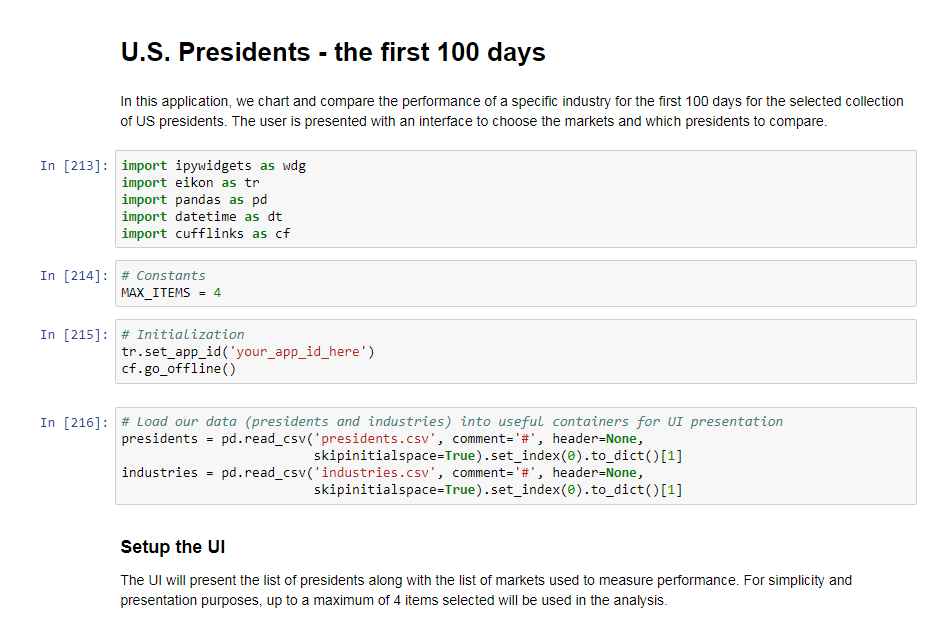 U.S. Presidents - the first 100 days
In this application, we chart and compare the performance of a specific industry for the first 100 days for the selected collection
of US presidents. The user is presented with an interface to choose the markets and which presidents to compare.
In [213]: import ipywidgets as wdg
import eikon as tr
import pandas as pd
import datetime as dt
import cufflinks as cf
In [214]: # Constants
MAX_ITEMS = 4
In [215]: # Initialization
tr.set_app_id('your_app_id_here')
cf.go_offline()
In [216]: # Load our data (presidents and industries) into useful containers for UI presentation
presidents = pd.read_csv('presidents.csv', comment='#', header=None,
skipinitialspace=True).set_index(0).to_dict()[1]
industries = pd.read_csv('industries.csv', comment='#', header=None,
skipinitialspace=True).set_index(0).to_dict()[1]
Setup the UI
The UI will present the list of presidents along with the list of markets used to measure performance. For simplicity and
presentation purposes, up to a maximum of 4 items selected will be used in the analysis.